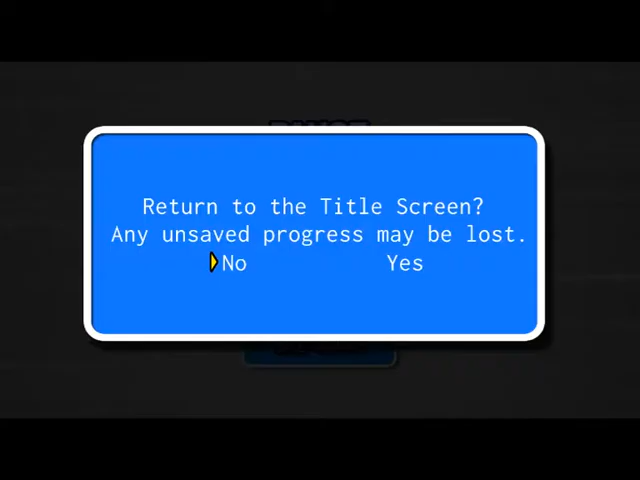 Return to the Title Screen?
Any unsaved progress may be lost.
No Yes